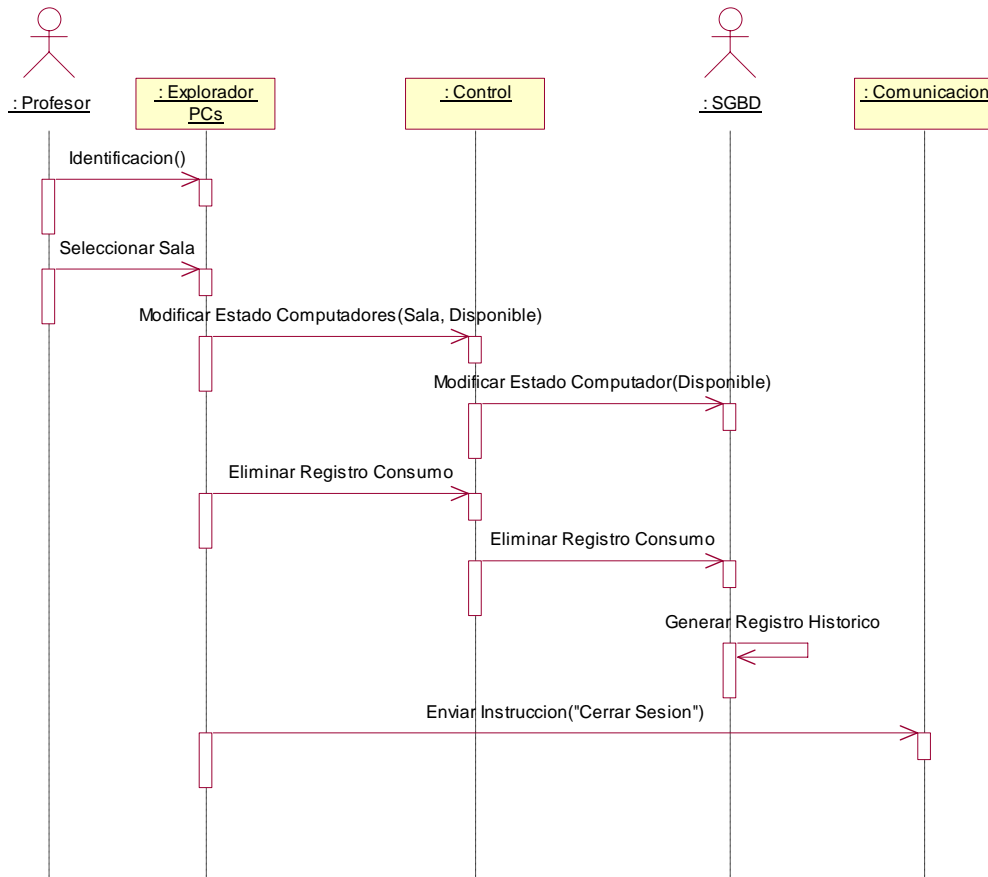 : Profesor
: Explorador
PCs
: Control
: SGBD
: Comunicacion
Identificacion()
Seleccionar Sala
Modificar Estado Computadores(Sala, Disponible)
Modificar Estado Computador(Disponible)
Eliminar Registro Consumo
Eliminar Registro Consumo
Generar Registro Historico
Enviar Instruccion("Cerrar Sesion")